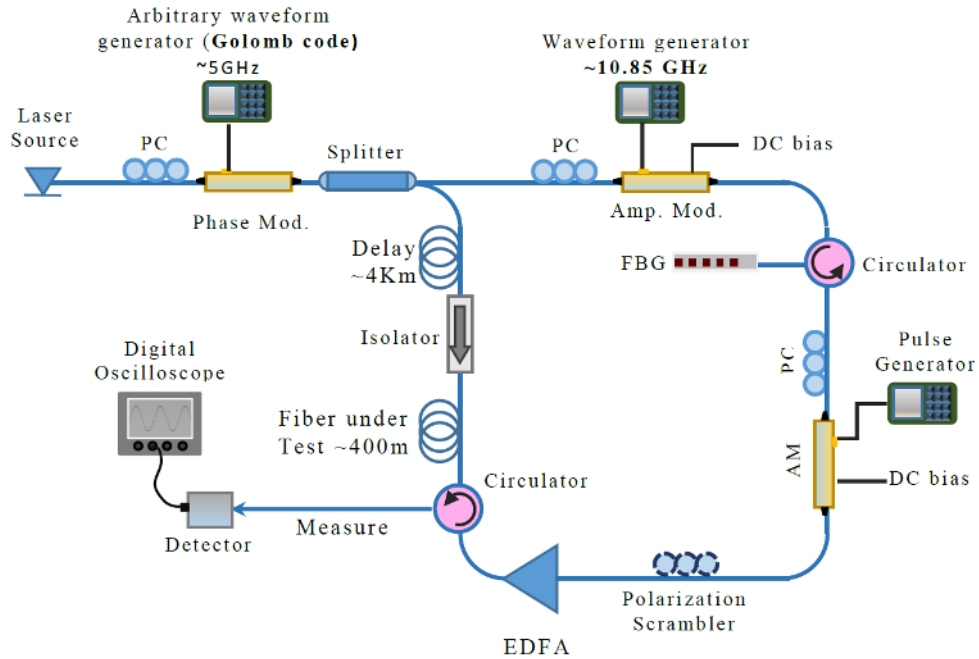 Arbitrary waveform
generator (Golomb code)
~5GHz
Waveform generator
~10.85 GHz
Laser
Source
PC
Splitter
PC
DC bias
Phase Mod.
Amp. Mod.
Delay
~4Km
FBG
Circulator
Isolator
PC
Pulse
Generator
Digital
Oscilloscope
Fiber under
Test ~400m
AM
Circulator
DC bias
Measure
Detector
Polarization
Scrambler
EDFA